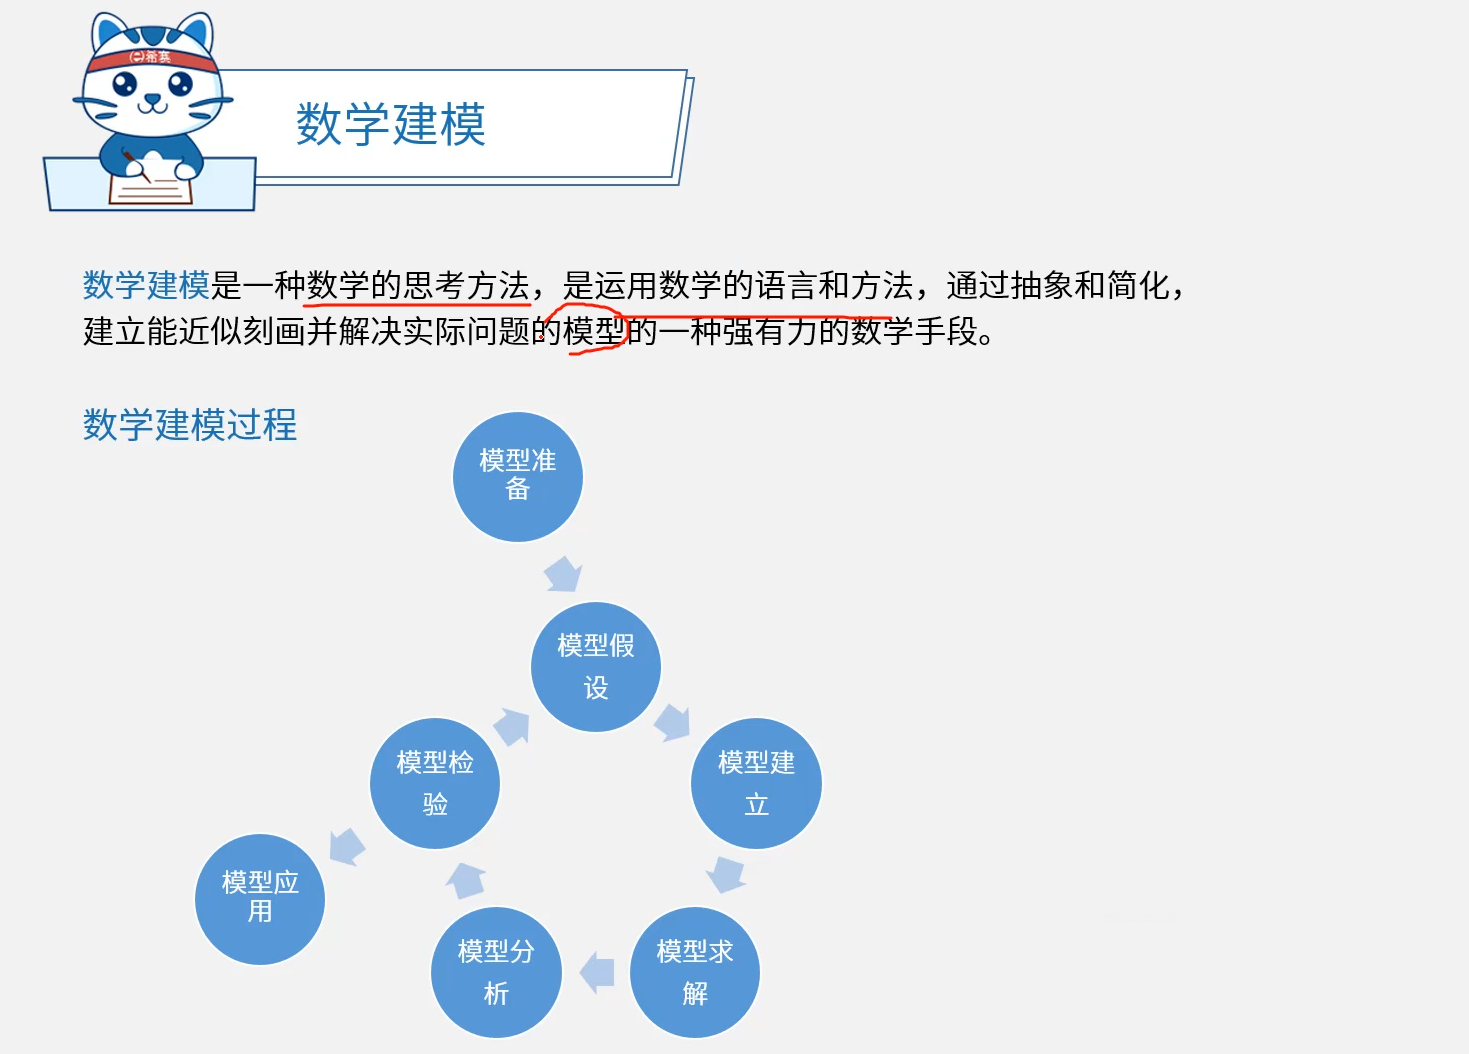 希赛
数学建模
数学建模是一种数学的思考方法，是运用数学的语言和方法，通过抽象和简化，
建立能近似刻画并解决实际问题的模型的一种强有力的数学手段。
数学建模过程
模型准
备
模型假
设
模型检
验
模型建
立
模型应
用
模型分
析
模型求
解